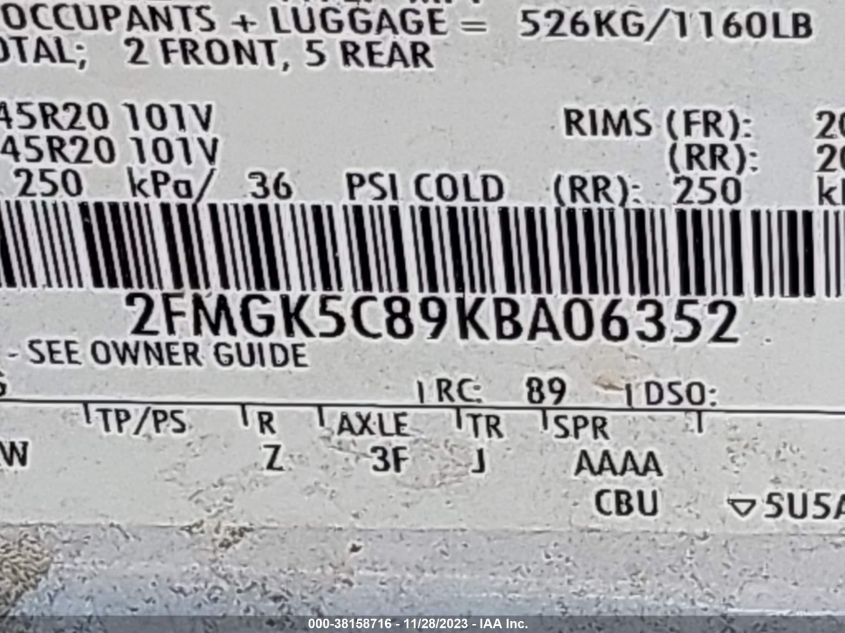 OCCUPANTS + LUGGAGE = 526KG/1160LB
OTAL; 2 FRONT, 5 REAR
45R20 101V RIMS (FR): 20
45R20 101V (RR): 20
250 kPa/ 36 PSI COLD (RR): 250 k
2FMGK5C89KBA06352
- SEE OWNER GUIDE
RC: 89 DSO:
TP/PS R AXLE TR SPR
W Z 3F J AAAA
CBU ▽5U5A
000-38158716 - 11/28/2023 - IAA Inc.